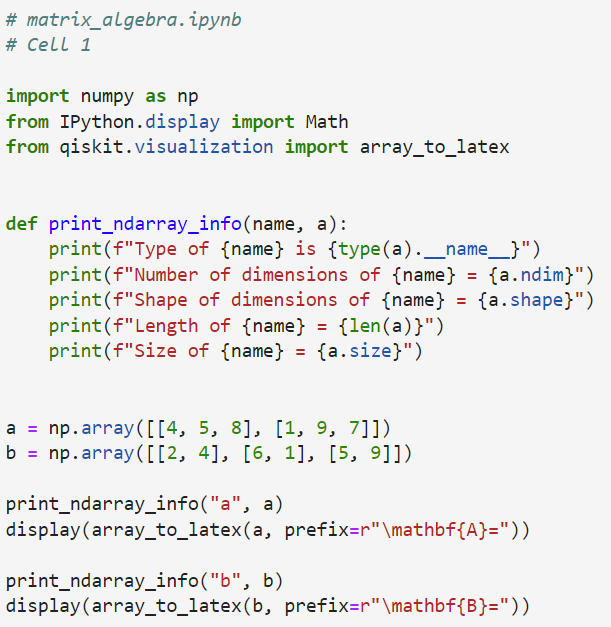 # matrix_algebra.ipynb
# Cell 1
import numpy as np
from IPython.display import Math
from qiskit.visualization import array_to_latex
def print_ndarray_info(name, a):
    print(f"Type of {name} is {type(a).__name__}")
    print(f"Number of dimensions of {name} = {a.ndim}")
    print(f"Shape of dimensions of {name} = {a.shape}")
    print(f"Length of {name} = {len(a)}")
    print(f"Size of {name} = {a.size}")
a = np.array([[4, 5, 8], [1, 9, 7]])
b = np.array([[2, 4], [6, 1], [5, 9]])
print_ndarray_info("a", a)
display(array_to_latex(a, prefix=r"\mathbf{A}="))
print_ndarray_info("b", b)
display(array_to_latex(b, prefix=r"\mathbf{B}="))